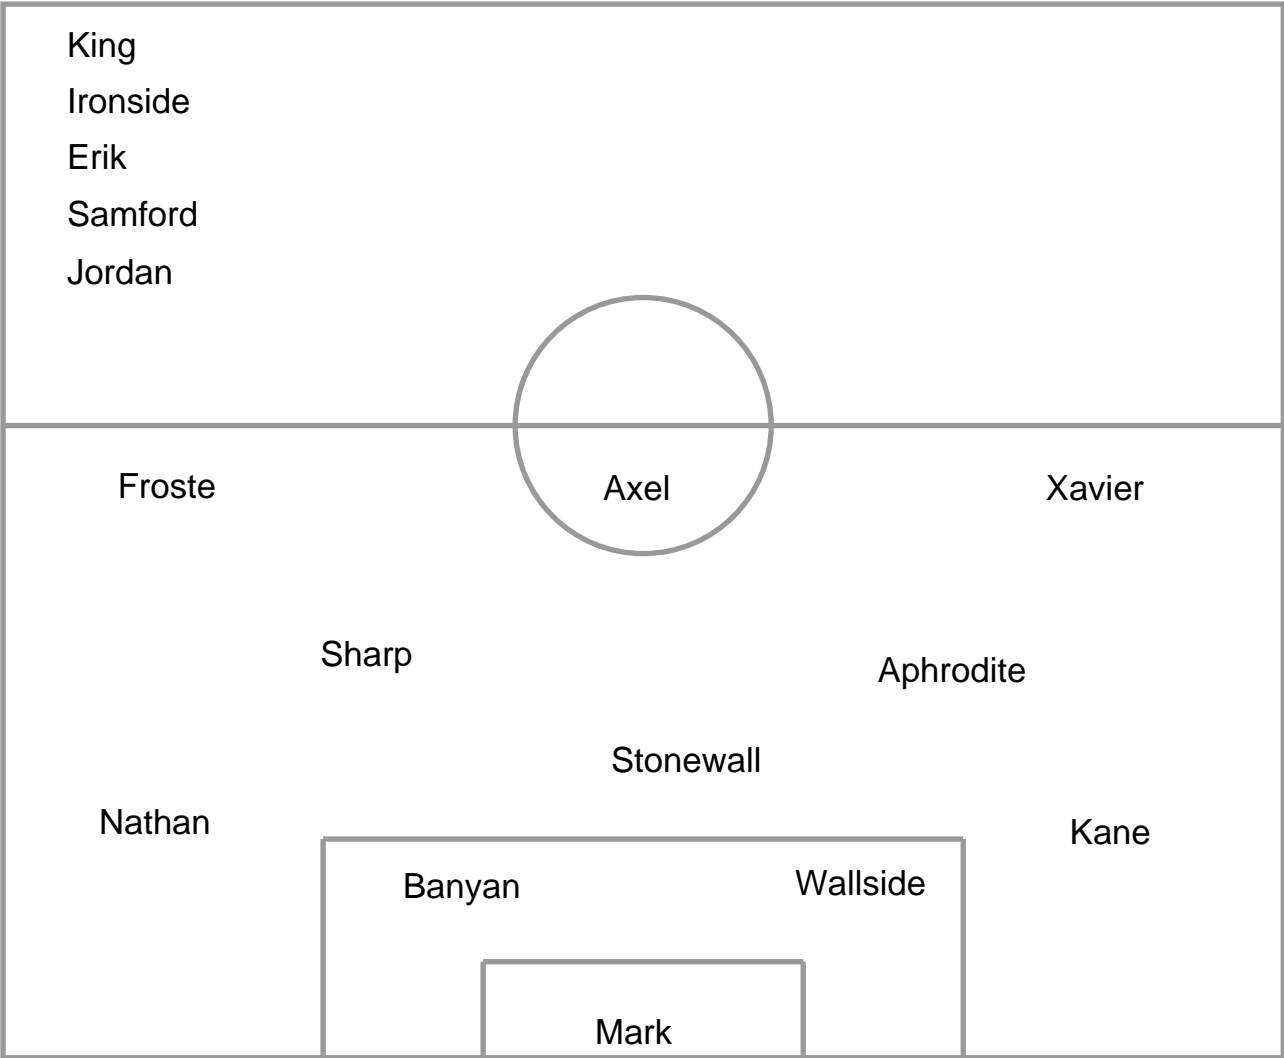 King
Ironside
Erik
Samford
Jordan
Froste Axel Xavier
Sharp
Aphrodite
Stonewall
Nathan
Kane
Banyan Wallside
Mark